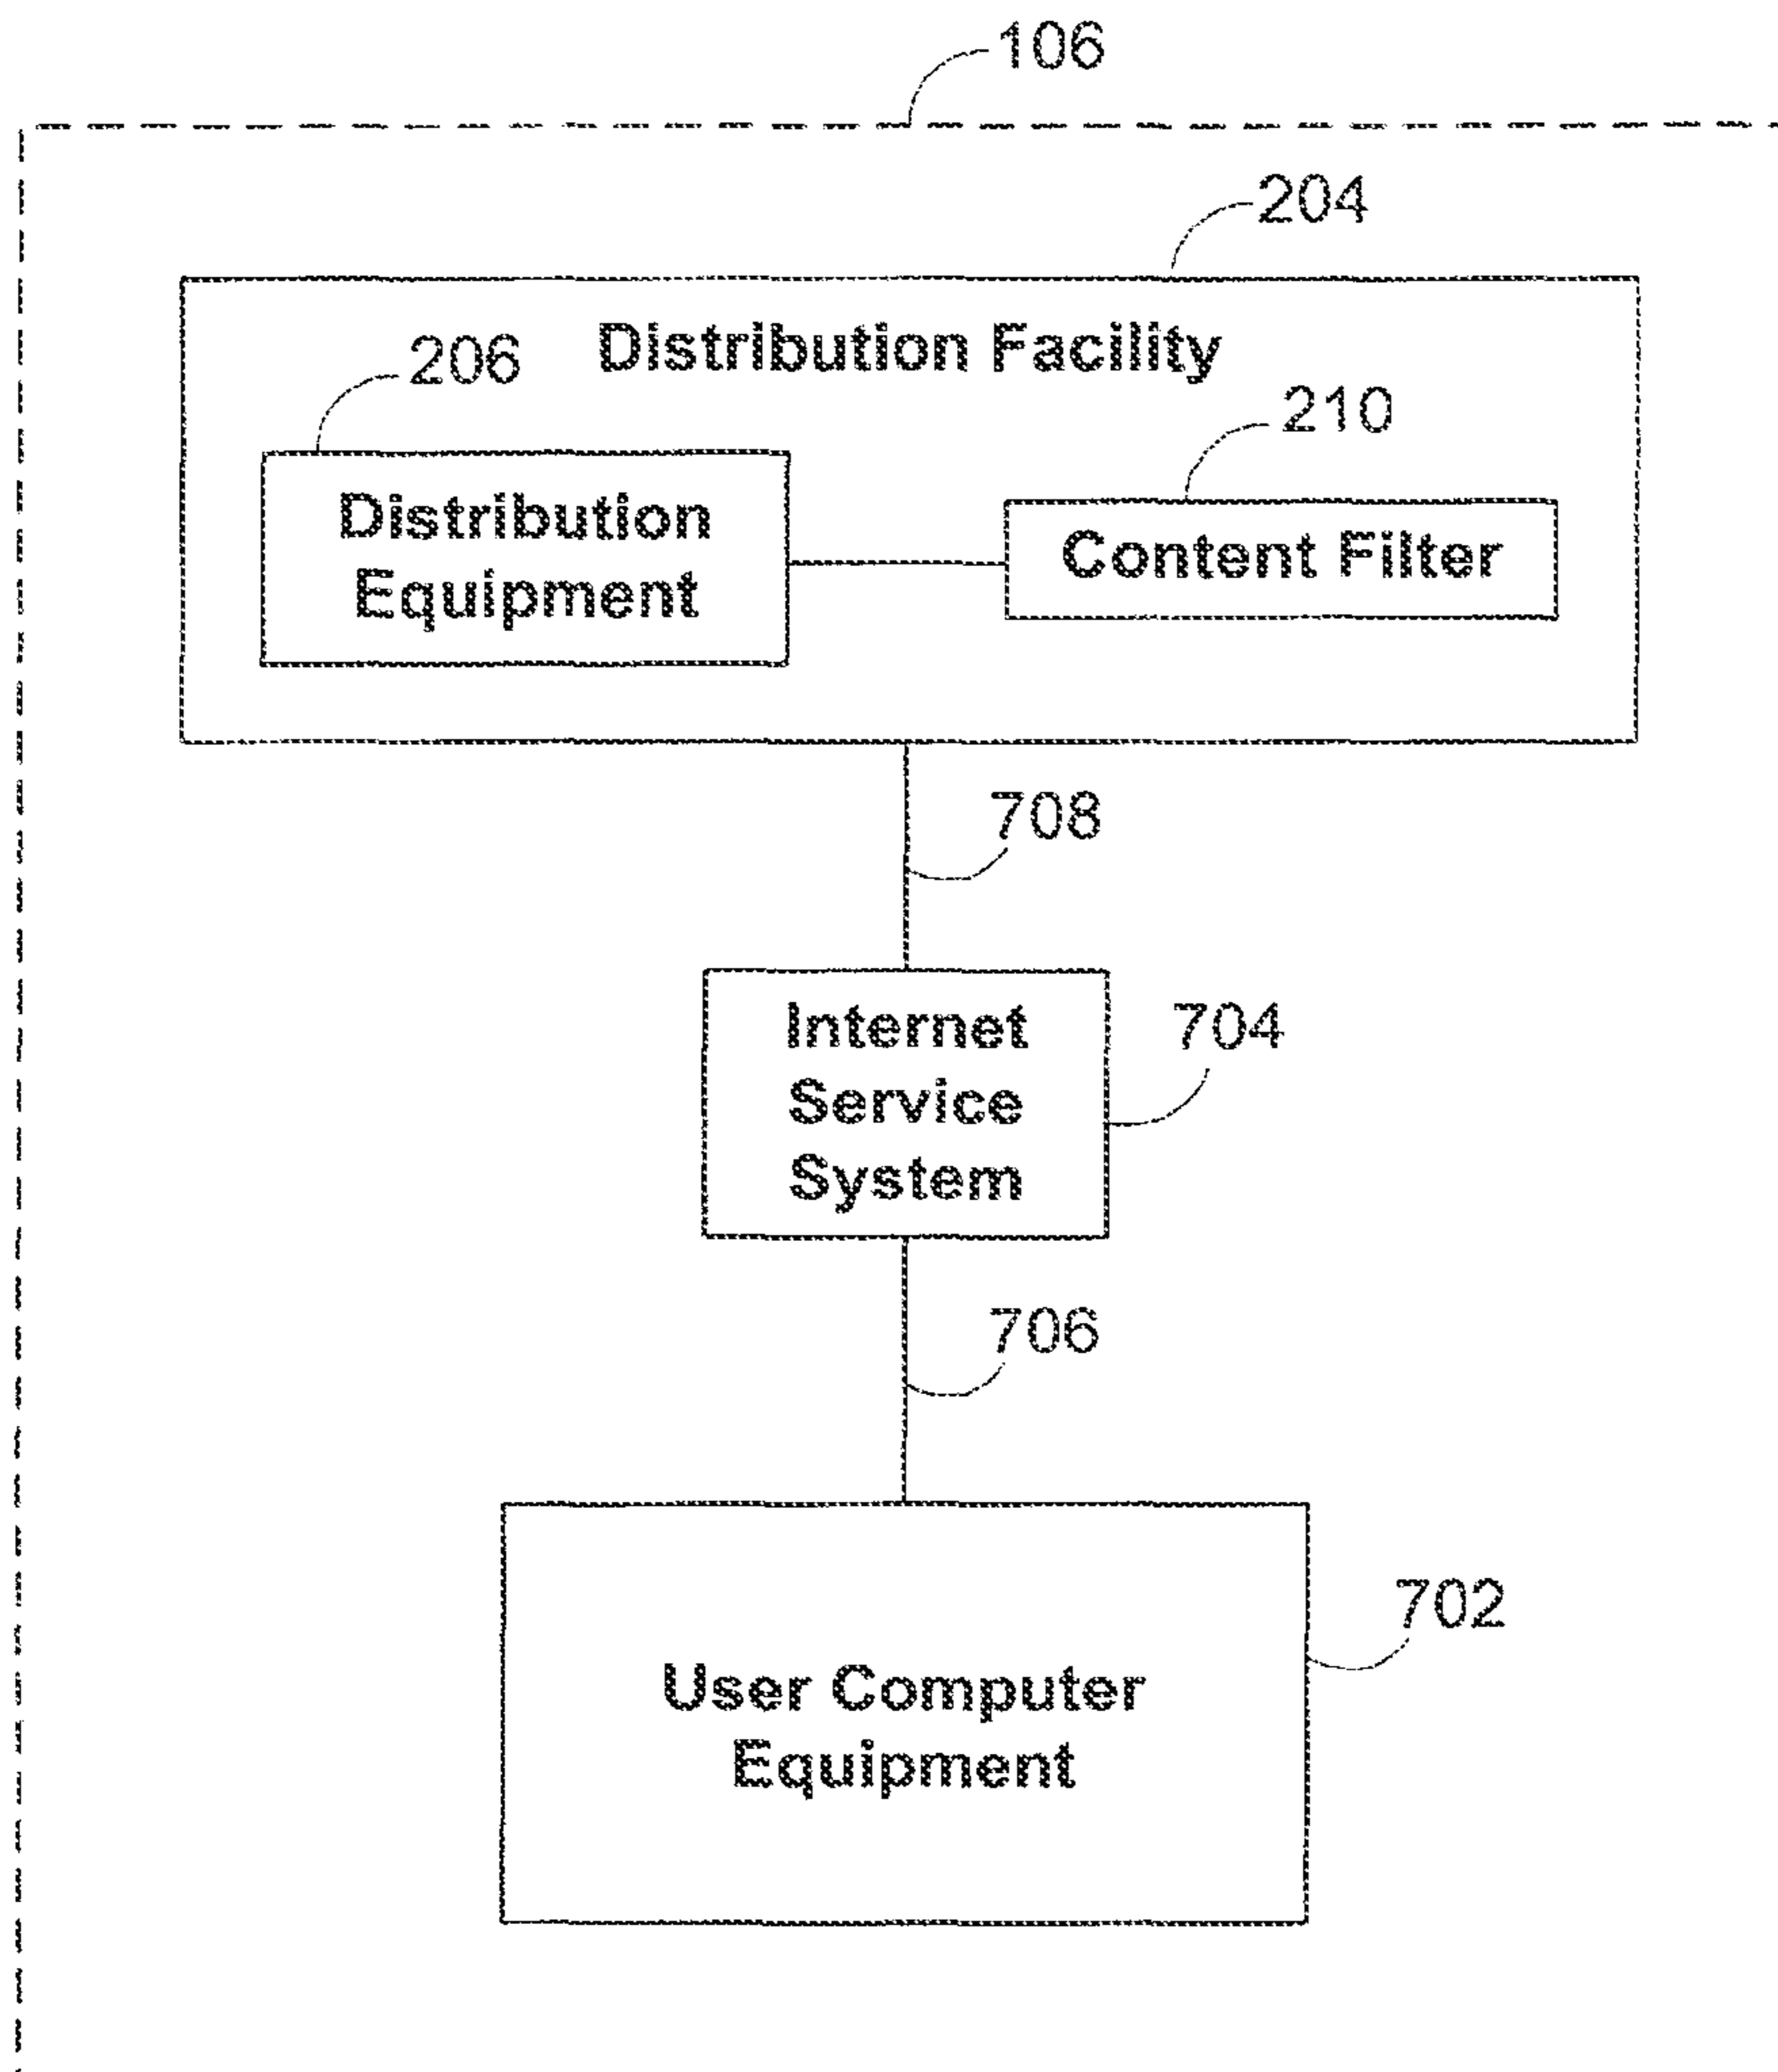 106
204
Distribution Facility
206
210
Distribution
Equipment
Content Filter
708
Internet
Service
System
704
706
702
User Computer
Equipment